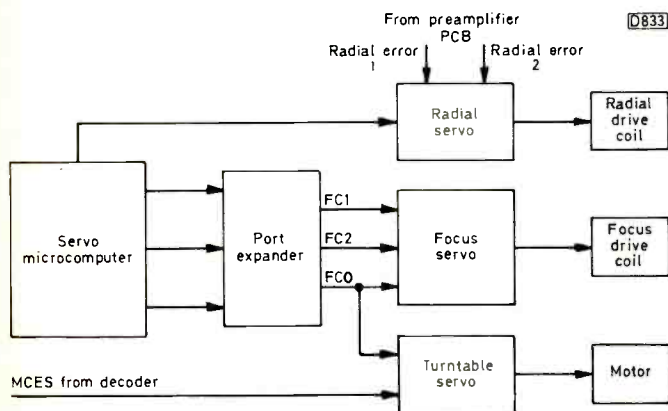 From preamplifier
PCB
D833
Radial error
1
Radial error
2
Radial
servo
Radial
drive
coil
Servo
microcomputer
Port
expander
FC1
FC2
FC0
Focus
servo
Focus
drive
coil
MCES from decoder
Turntable
servo
Motor